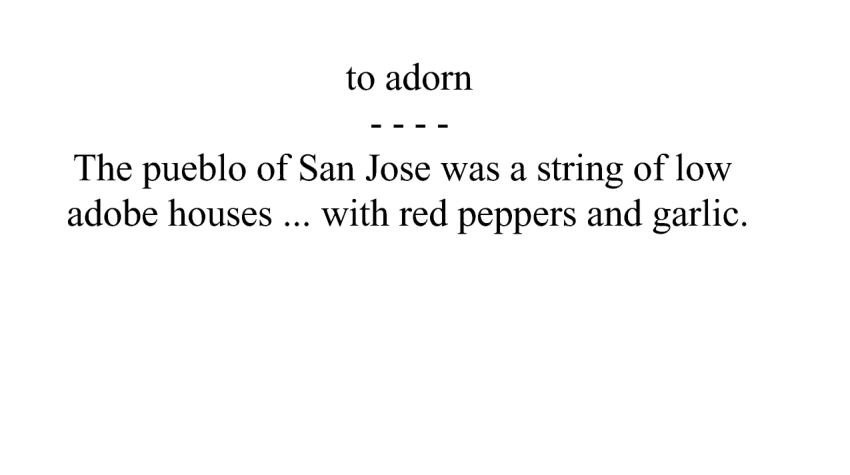 to adorn
- - - -
The pueblo of San Jose was a string of low
adobe houses ... with red peppers and garlic.